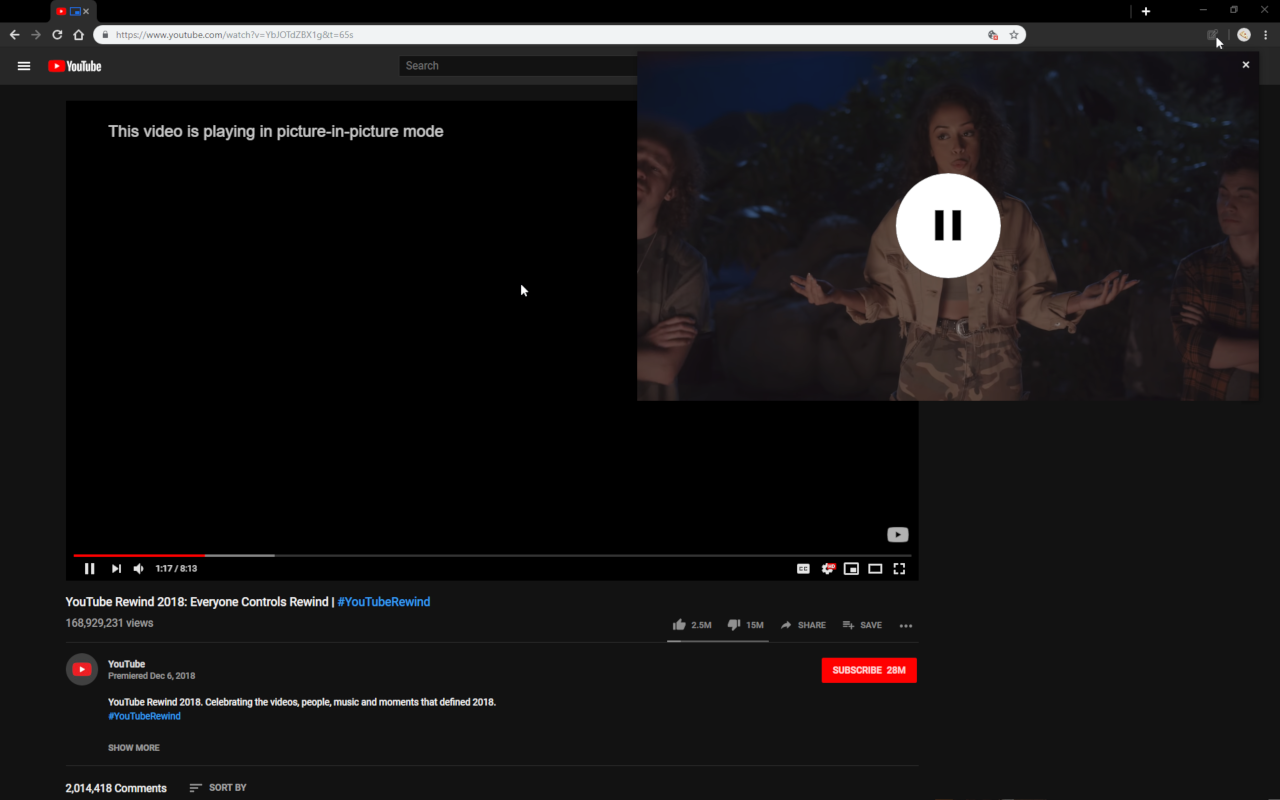 https://www.youtube.com/watch?v=YbJOTdZBX1g&t=65s
YouTube
Search
This video is playing in picture-in-picture mode
1:17 / 8:13
CC
HD
YouTube Rewind 2018: Everyone Controls Rewind | #YouTubeRewind
168,929,231 views
2.5M
15M
SHARE
SAVE
YouTube
Premiered Dec 6, 2018
SUBSCRIBE 28M
YouTube Rewind 2018. Celebrating the videos, people, music and moments that defined 2018.
#YouTubeRewind
SHOW MORE
2,014,418 Comments
SORT BY